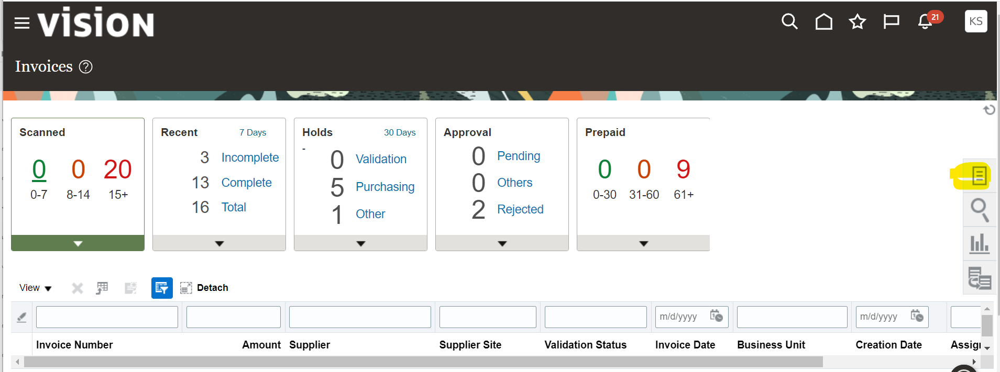 vision
21
KS
Invoices ?
Scanned
0 0 20
0-7 8-14 15+
Recent 7 Days
3 Incomplete
13 Complete
16 Total
Holds 30 Days
-
0 Validation
5 Purchasing
1 Other
Approval
0 Pending
0 Others
2 Rejected
Prepaid
0 0 9
0-30 31-60 61+
View Detach
m/d/yyyy m/d/yyyy
Invoice Number Amount Supplier Supplier Site Validation Status Invoice Date Business Unit Creation Date Assig